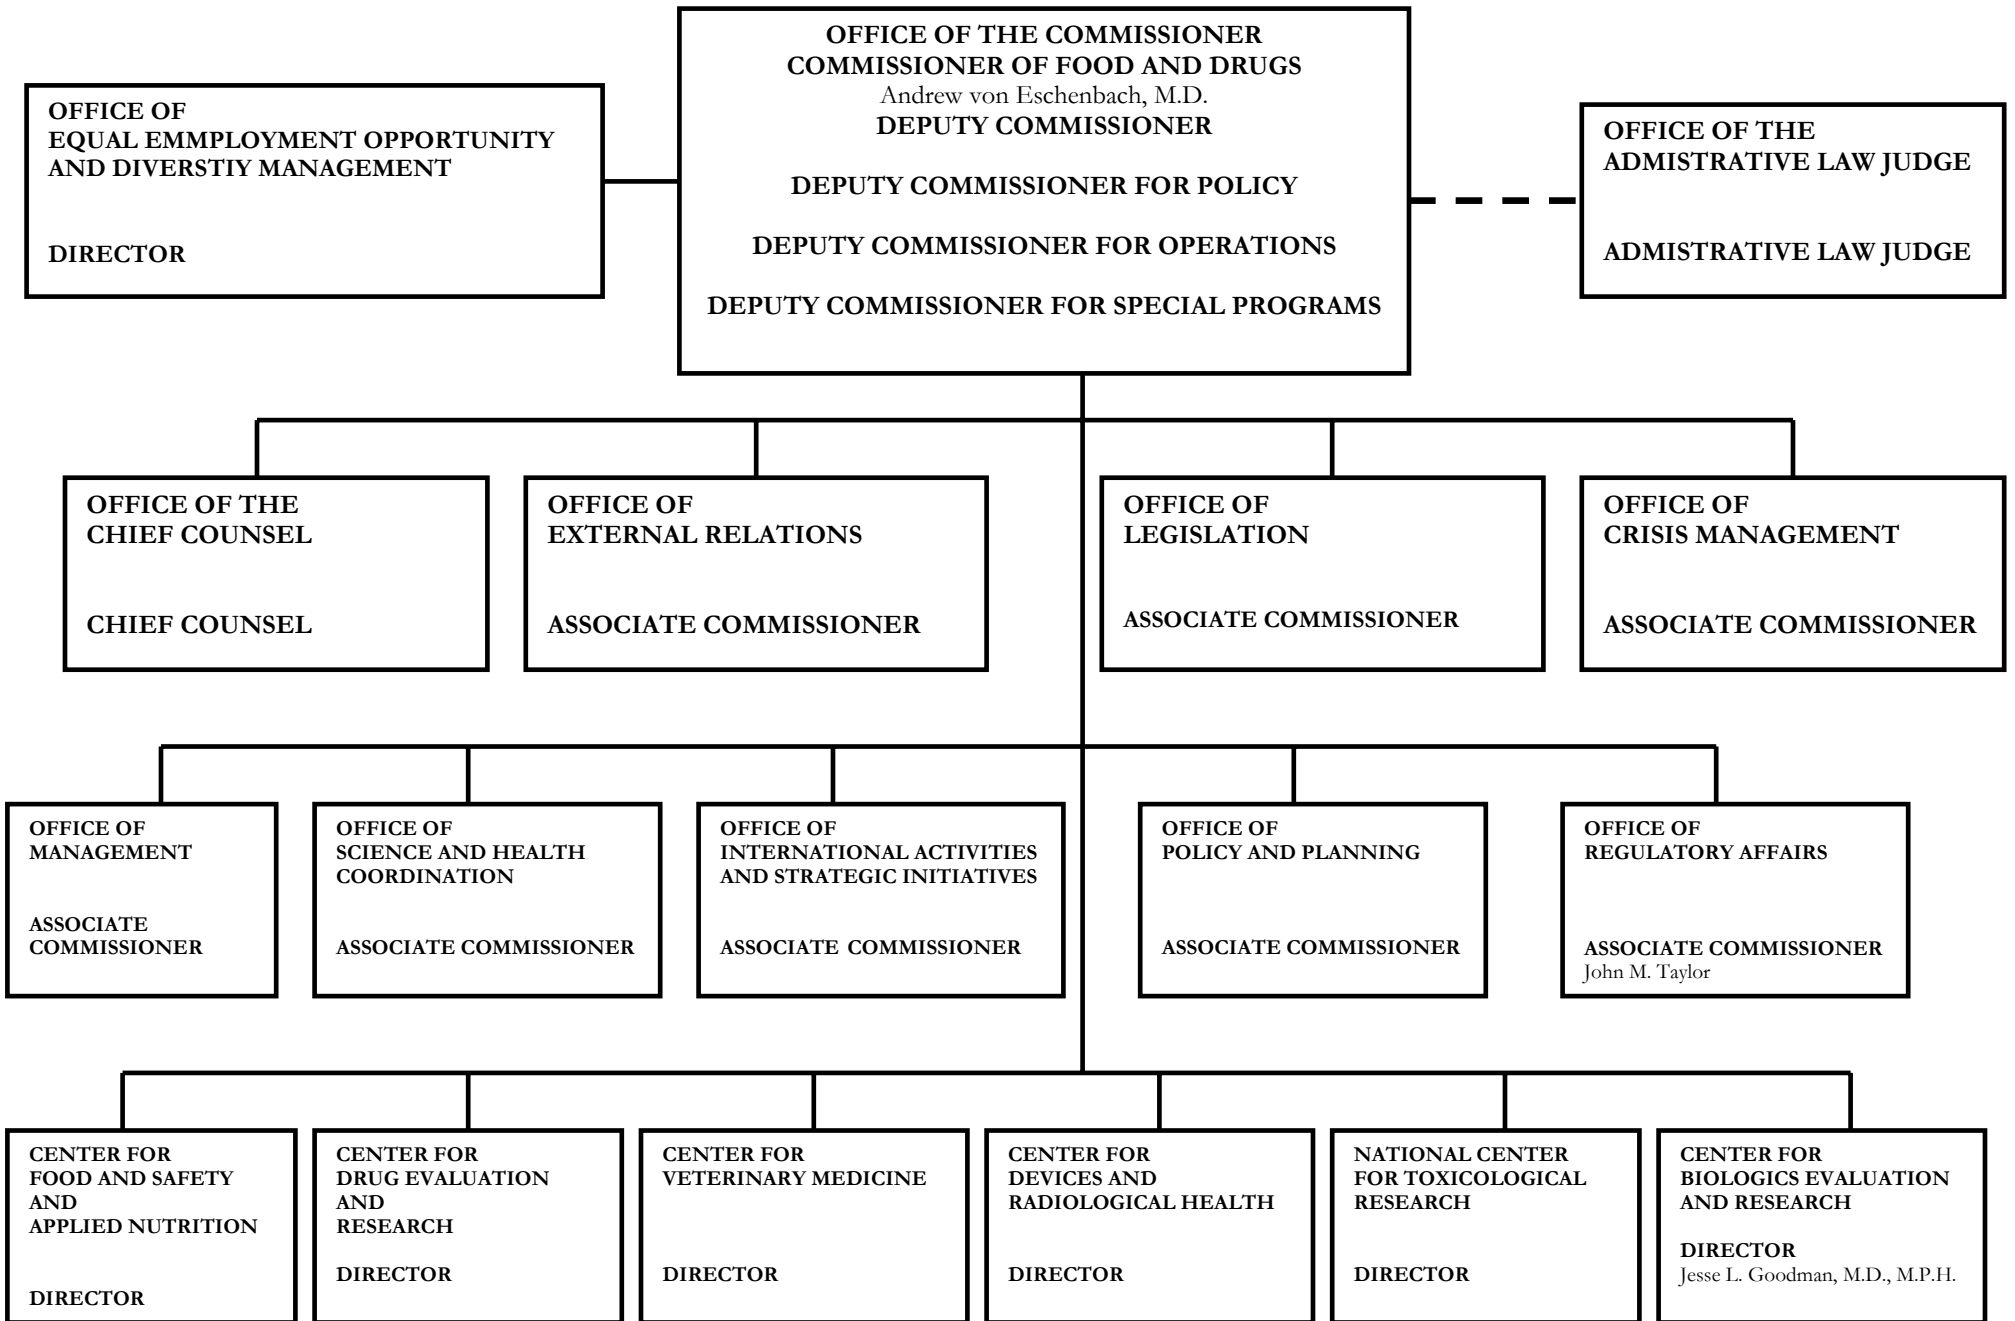 OFFICE OF THE COMMISSIONER
COMMISSIONER OF FOOD AND DRUGS
Andrew von Eschenbach, M.D.
DEPUTY COMMISSIONER
DEPUTY COMMISSIONER FOR POLICY
DEPUTY COMMISSIONER FOR OPERATIONS
DEPUTY COMMISSIONER FOR SPECIAL PROGRAMS
OFFICE OF
EQUAL EMMPLOYMENT OPPORTUNITY
AND DIVERSTIY MANAGEMENT
DIRECTOR
OFFICE OF THE
ADMISTRATIVE LAW JUDGE
ADMISTRATIVE LAW JUDGE
OFFICE OF THE
CHIEF COUNSEL
CHIEF COUNSEL
OFFICE OF
EXTERNAL RELATIONS
ASSOCIATE COMMISSIONER
OFFICE OF
LEGISLATION
ASSOCIATE COMMISSIONER
OFFICE OF
CRISIS MANAGEMENT
ASSOCIATE COMMISSIONER
OFFICE OF
MANAGEMENT
ASSOCIATE
COMMISSIONER
OFFICE OF
SCIENCE AND HEALTH
COORDINATION
ASSOCIATE COMMISSIONER
OFFICE OF
INTERNATIONAL ACTIVITIES
AND STRATEGIC INITIATIVES
ASSOCIATE COMMISSIONER
OFFICE OF
POLICY AND PLANNING
ASSOCIATE COMMISSIONER
OFFICE OF
REGULATORY AFFAIRS
ASSOCIATE COMMISSIONER
John M. Taylor
CENTER FOR
FOOD AND SAFETY
AND
APPLIED NUTRITION
DIRECTOR
CENTER FOR
DRUG EVALUATION
AND
RESEARCH
DIRECTOR
CENTER FOR
VETERINARY MEDICINE
DIRECTOR
CENTER FOR
DEVICES AND
RADIOLOGICAL HEALTH
DIRECTOR
NATIONAL CENTER
FOR TOXICOLOGICAL
RESEARCH
DIRECTOR
CENTER FOR
BIOLOGICS EVALUATION
AND RESEARCH
DIRECTOR
Jesse L. Goodman, M.D., M.P.H.